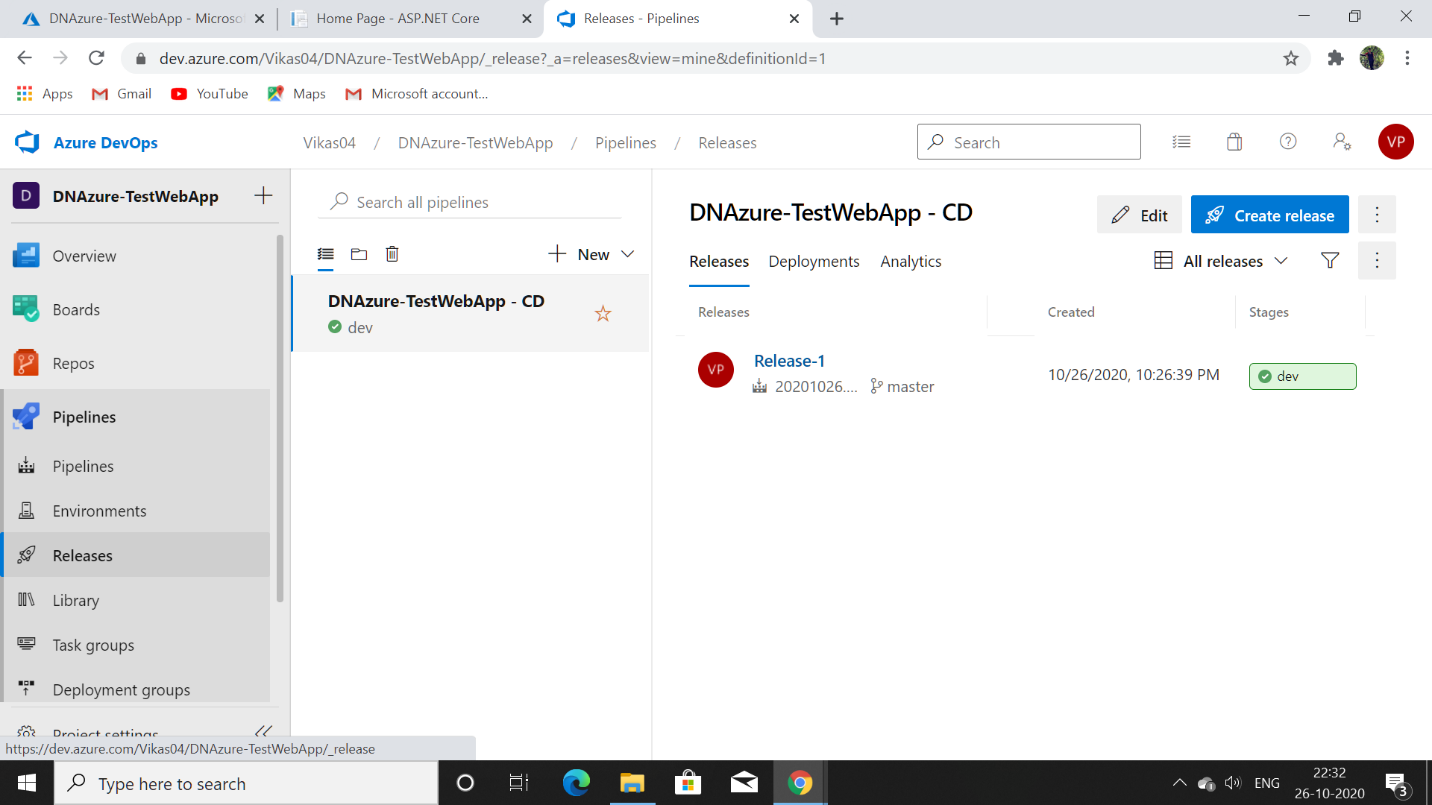 DNAzure-TestWebApp - Microso
Home Page - ASP.NET Core
Releases - Pipelines
dev.azure.com/Vikas04/DNAzure-TestWebApp/_release?_a=releases&view=mine&definitionId=1
Apps
Gmail
YouTube
Maps
Microsoft account...
Azure DevOps
Vikas04 / DNAzure-TestWebApp / Pipelines / Releases
Search
VP
D
DNAzure-TestWebApp
Overview
Boards
Repos
Pipelines
Pipelines
Environments
Releases
Library
Task groups
Deployment groups
Project settings
https://dev.azure.com/Vikas04/DNAzure-TestWebApp/_release
Search all pipelines
New
DNAzure-TestWebApp - CD
dev
DNAzure-TestWebApp - CD
Edit
Create release
Releases
Deployments
Analytics
All releases
Releases
Created
Stages
VP
Release-1
20201026....
master
10/26/2020, 10:26:39 PM
dev
Type here to search
1
ENG
22:32
26-10-2020
3